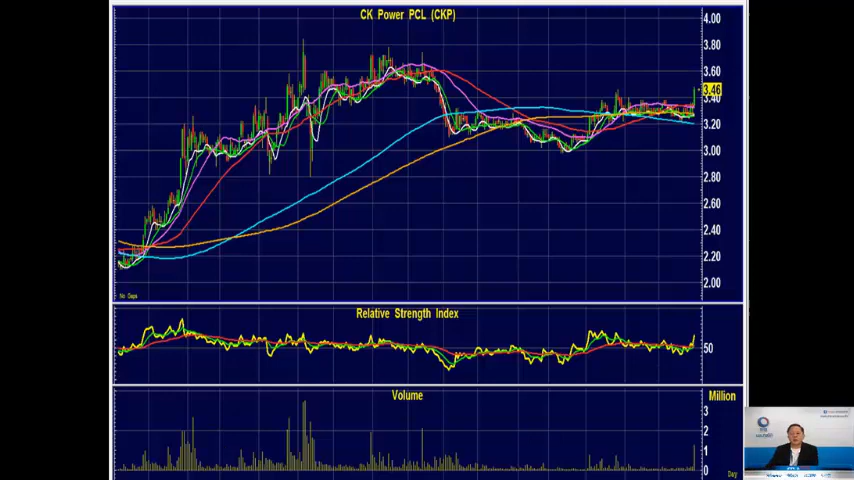 CK Power PCL (CKP)
4.00
3.80
3.60
3.46
3.40
3.20
3.00
2.80
2.60
2.40
2.20
2.00
No Gaps
Relative Strength Index
50
Volume
Million
3
2
1
0
Day